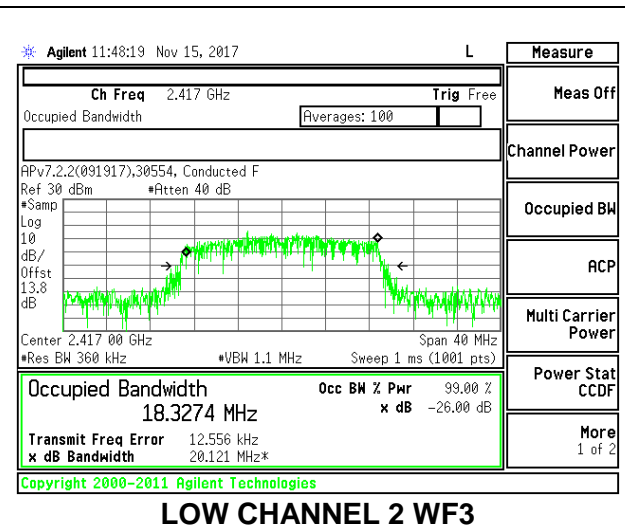 Agilent 11:48:19 Nov 15, 2017 L
Measure
Ch Freq 2.417 GHz Trig Free
Occupied Bandwidth Averages: 100
APv7.2.2(091917),30554, Conducted F
Ref 30 dBm #Atten 40 dB
#Samp
Log
10
dB/
Offst
13.8
dB
Center 2.417 00 GHz Span 40 MHz
#Res BW 360 kHz #VBW 1.1 MHz Sweep 1 ms (1001 pts)
Occupied Bandwidth Occ BW % Pwr 99.00 %
18.3274 MHz x dB -26.00 dB
Transmit Freq Error 12.556 kHz
x dB Bandwidth 20.121 MHz*
Copyright 2000-2011 Agilent Technologies
Meas Off
Channel Power
Occupied BW
ACP
Multi Carrier
Power
Power Stat
CCDF
More
1 of 2
LOW CHANNEL 2 WF3